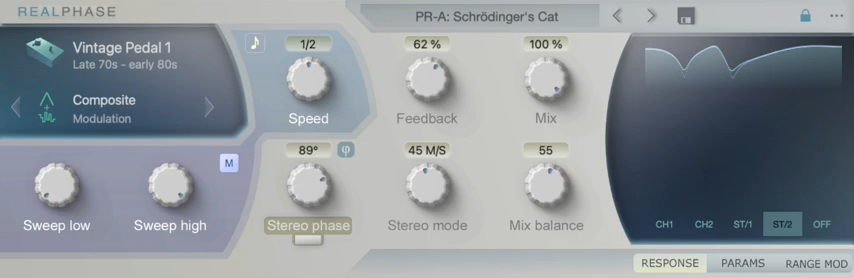 REALPHASE
PR-A: Schrödinger's Cat
Vintage Pedal 1
Late 70s - early 80s
Composite
Modulation
1/2
62 %
100 %
Speed
Feedback
Mix
M
89°
φ
45 M/S
55
Sweep low
Sweep high
Stereo phase
Stereo mode
Mix balance
CH1
CH2
ST/1
ST/2
OFF
RESPONSE
PARAMS
RANGE MOD